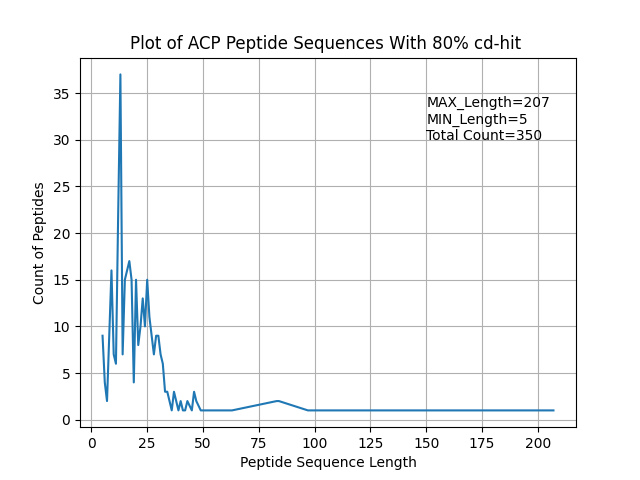 Plot of ACP Peptide Sequences With 80% cd-hit
MAX_Length=207
MIN_Length=5
Total Count=350
Count of Peptides
35
30
25
20
15
10
5
0
0 25 50 75 100 125 150 175 200
Peptide Sequence Length